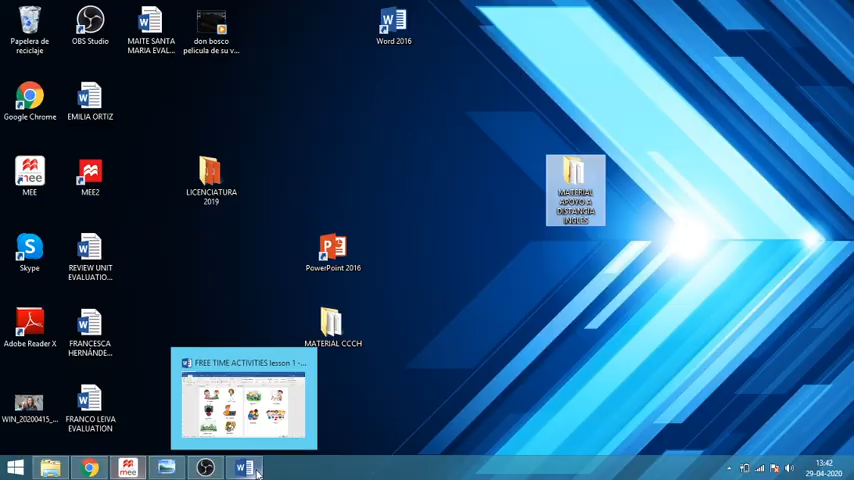 Papelera de
reciclaje
OBS Studio
MAITE SANTA
MARIA EVAL...
don bosco
pelicula de su v...
Word 2016
Google Chrome
EMILIA ORTIZ
MEE
MEE2
LICENCIATURA
2019
MATERIAL
APOYO A
DISTANCIA
INGLES
Skype
REVIEW UNIT
EVALUATIO...
PowerPoint 2016
Adobe Reader X
FRANCESCA
HERNÁNDE...
MATERIAL CCCH
FREE TIME ACTIVITIES lesson 1 -...
WIN_20200415_...
FRANCO LEIVA
EVALUATION
mee
13:42
29-04-2020